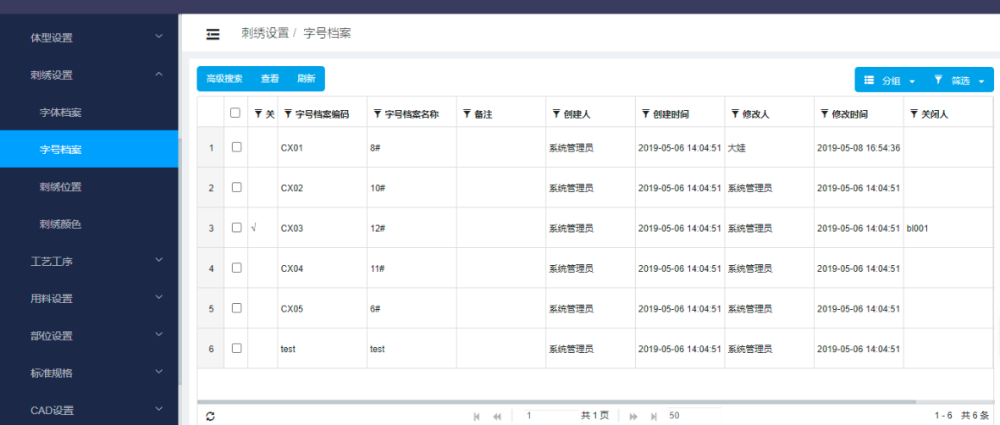 体型设置
刺绣设置
字体档案
字号档案
刺绣位置
刺绣颜色
工艺工序
用料设置
部位设置
标准规格
CAD设置
刺绣设置 / 字号档案
高级搜索 查看 刷新 分组 筛选
关 字号档案编码 字号档案名称 备注 创建人 创建时间 修改人 修改时间 关闭人
1 CX01 8# 系统管理员 2019-05-06 14:04:51 大娃 2019-05-08 16:54:36
2 CX02 10# 系统管理员 2019-05-06 14:04:51 系统管理员 2019-05-06 14:04:51
3 √ CX03 12# 系统管理员 2019-05-06 14:04:51 系统管理员 2019-05-06 14:04:51 bl001
4 CX04 11# 系统管理员 2019-05-06 14:04:51 系统管理员 2019-05-06 14:04:51
5 CX05 6# 系统管理员 2019-05-06 14:04:51 系统管理员 2019-05-06 14:04:51
6 test test 系统管理员 2019-05-06 14:04:51 系统管理员 2019-05-06 14:04:51
1 共 1 页 50 1 - 6 共 6 条